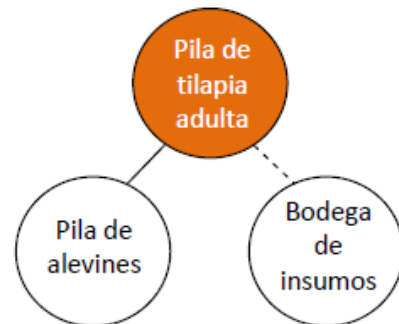 Pila de
tilapia
adulta
Pila de
alevines
Bodega
de
insumos